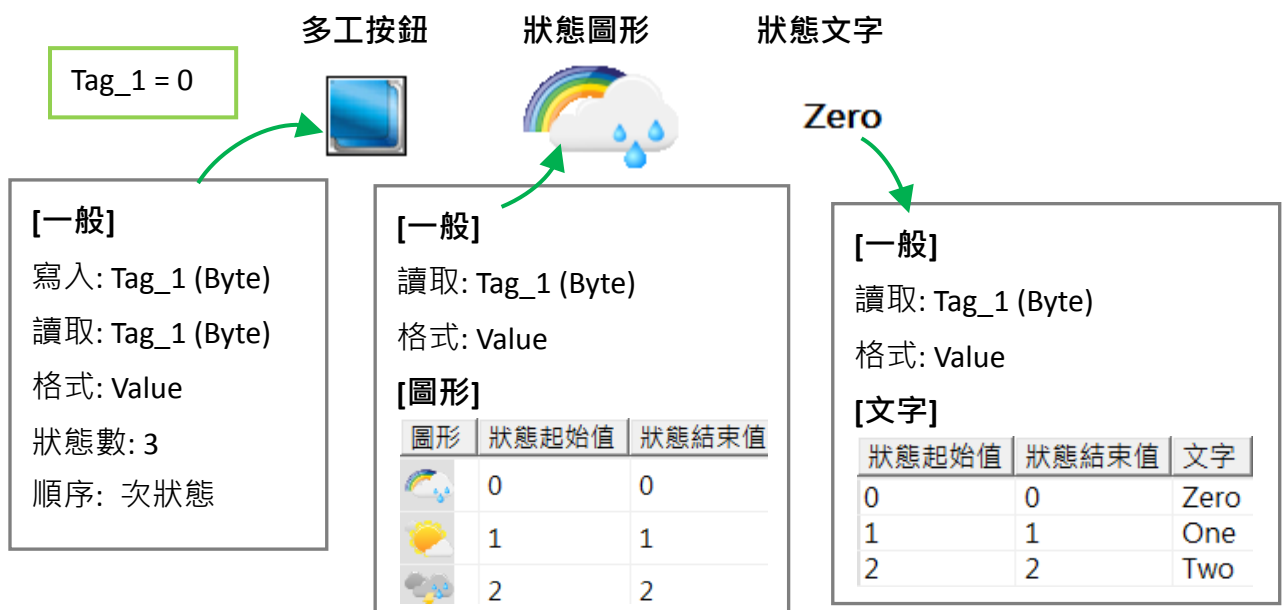 多工按鈕 狀態圖形 狀態文字
Tag_1 = 0
Zero
[一般]
寫入: Tag_1 (Byte)
讀取: Tag_1 (Byte)
格式: Value
狀態數: 3
順序: 次狀態
[一般]
讀取: Tag_1 (Byte)
格式: Value
[圖形]
圖形 狀態起始值 狀態結束值
0 0
1 1
2 2
[一般]
讀取: Tag_1 (Byte)
格式: Value
[文字]
狀態起始值 狀態結束值 文字
0 0 Zero
1 1 One
2 2 Two